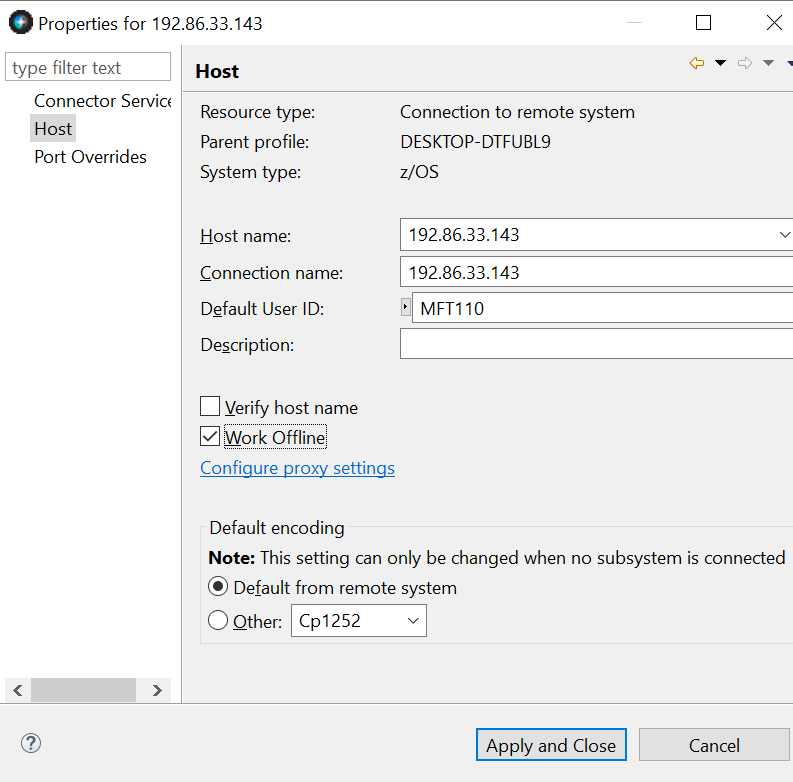 Properties for 192.86.33.143
type filter text
Connector Service
Host
Port Overrides
Host
Resource type: Connection to remote system
Parent profile: DESKTOP-DTFUBL9
System type: z/OS
Host name: 192.86.33.143
Connection name: 192.86.33.143
Default User ID: MFT110
Description:
Verify host name
Work Offline
Configure proxy settings
Default encoding
Note: This setting can only be changed when no subsystem is connected
Default from remote system
Other: Cp1252
Apply and Close Cancel